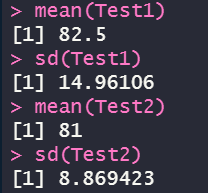 > mean(Test1)
[1] 82.5
> sd(Test1)
[1] 14.96106
> mean(Test2)
[1] 81
> sd(Test2)
[1] 8.869423